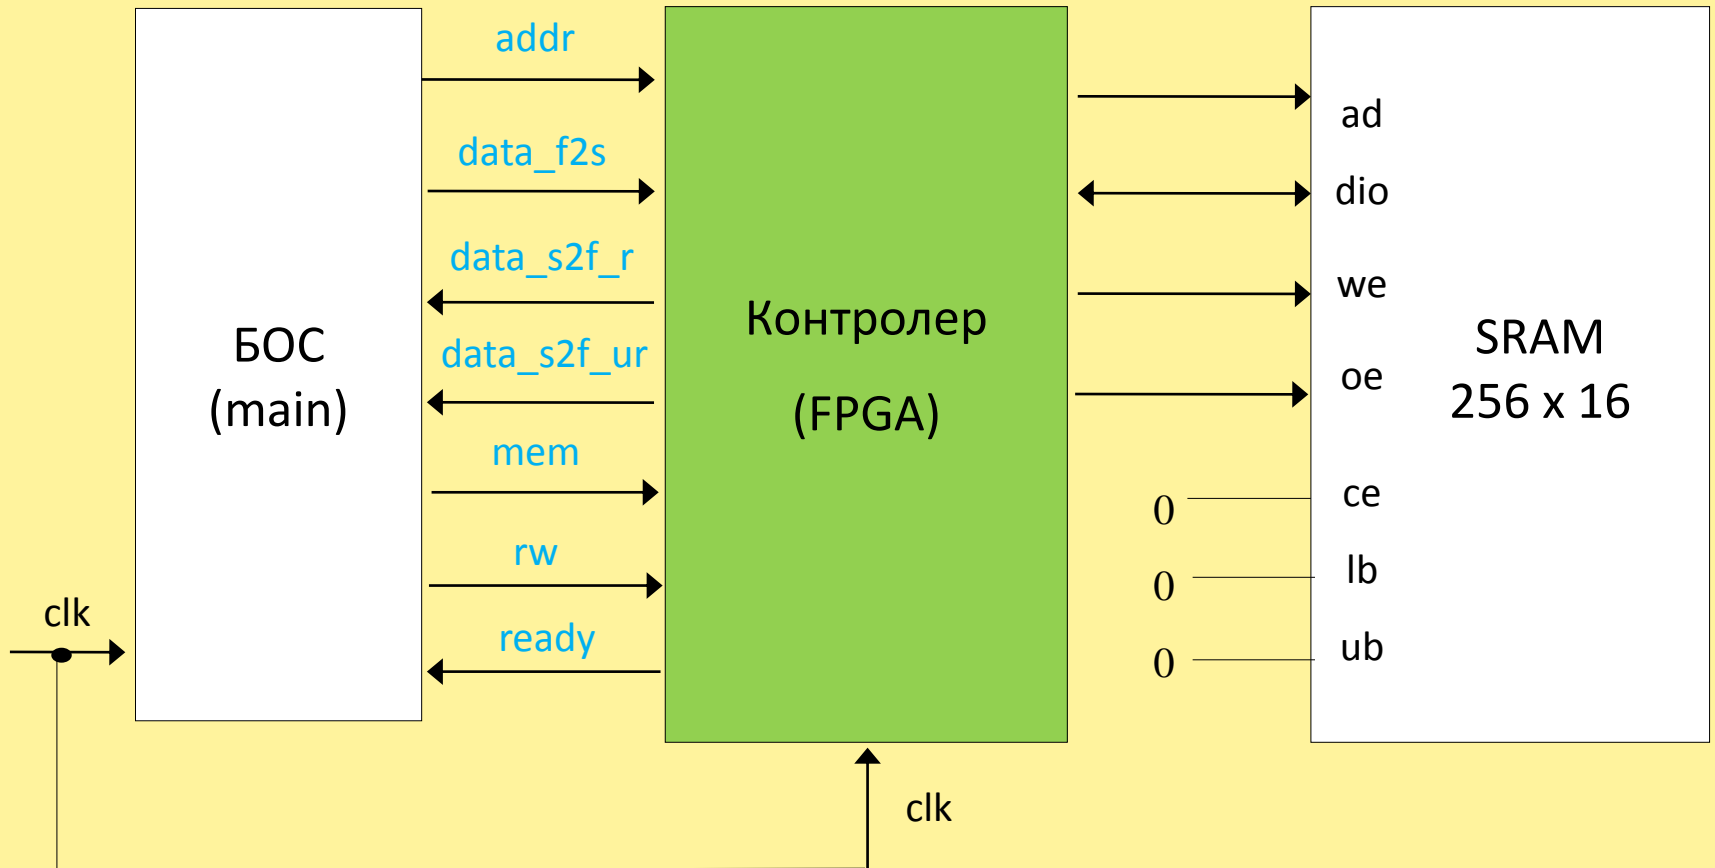 addr
data_f2s
data_s2f_r
data_s2f_ur
mem
rw
ready
БОС
(main)
clk
Контролер
(FPGA)
clk
ad
dio
we
oe
ce
lb
ub
0
0
0
SRAM
256 x 16